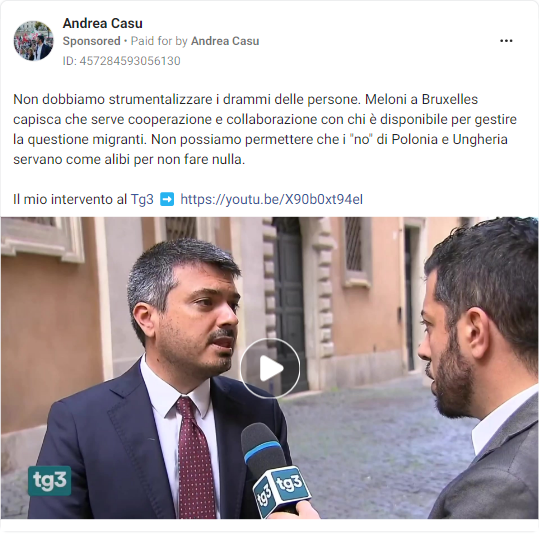 Andrea Casu
Sponsored • Paid for by Andrea Casu
ID: 457284593056130
Non dobbiamo strumentalizzare i drammi delle persone. Meloni a Bruxelles
capisca che serve cooperazione e collaborazione con chi è disponibile per gestire
la questione migranti. Non possiamo permettere che i "no" di Polonia e Ungheria
servano come alibi per non fare nulla.
Il mio intervento al Tg3 ➡️ https://youtu.be/X90b0xt94eI
tg3
tg3 tg3